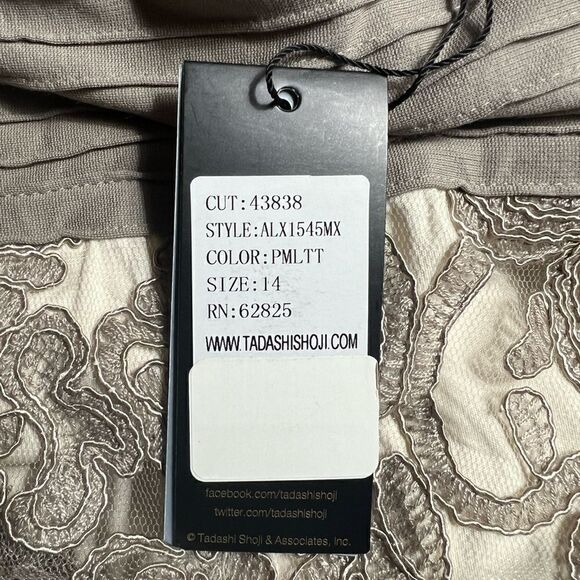 CUT:43838
STYLE:ALX1545MX
COLOR:PMLTT
SIZE:14
RN:62825
WWW.TADASHISHOJI.COM
facebook.com/tadashishoji
twitter.com/tadashishoji
© Tadashi Shoji & Associates, Inc.